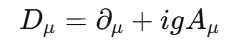 D_μ = ∂_μ + igA_μ